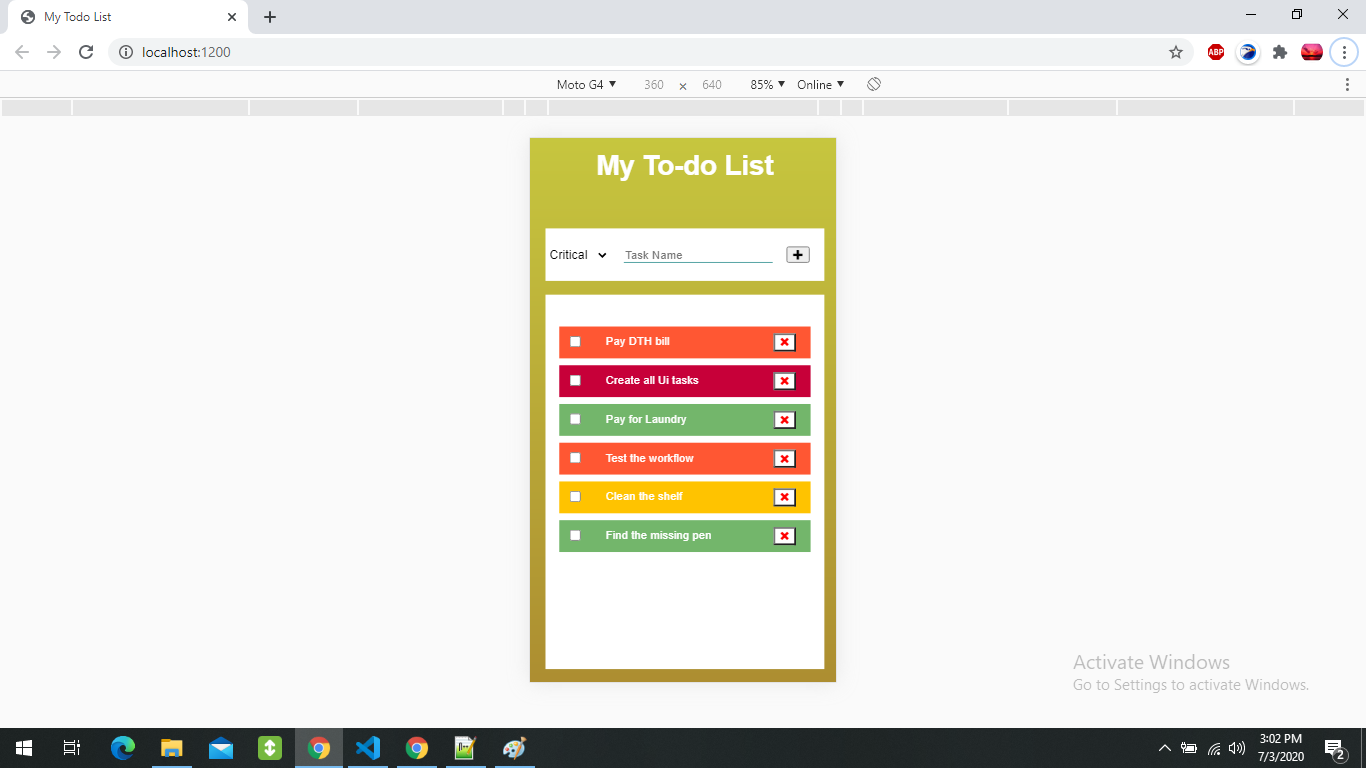 My Todo List
localhost:1200
ABP
Moto G4 360 × 640 85% Online
My To-do List
Critical Task Name
Pay DTH bill
Create all Ui tasks
Pay for Laundry
Test the workflow
Clean the shelf
Find the missing pen
Activate Windows
Go to Settings to activate Windows.
3:02 PM
7/3/2020
2